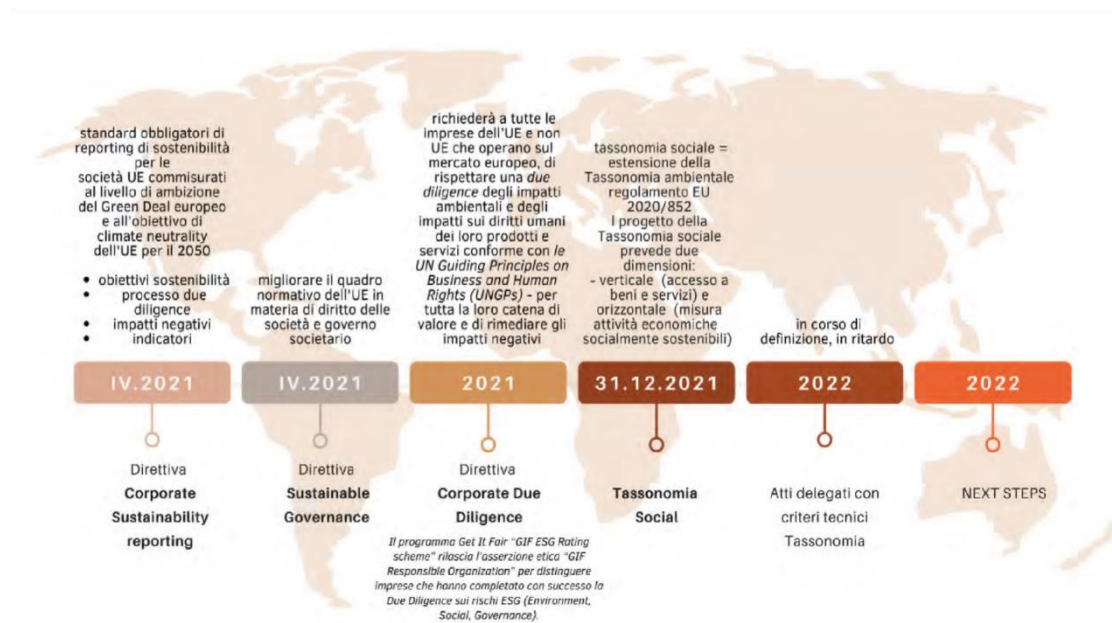 standard obbligatori di
reporting di sostenibilità
per le
società UE commisurati
al livello di ambizione
del Green Deal europeo
e all'obiettivo di
climate neutrality
dell'UE per il 2050
• obiettivi sostenibilità
• processo due
diligence
• impatti negativi
• indicatori
IV.2021
Direttiva
Corporate
Sustainability
reporting
migliorare il quadro
normativo dell'UE in
materia di diritto delle
società e governo
societario
IV.2021
Direttiva
Sustainable
Governance
richiederà a tutte le
imprese dell'UE e non
UE che operano sul
mercato europeo, di
rispettare una due
diligence degli impatti
ambientali e degli
impatti sui diritti umani
dei loro prodotti e
servizi conforme con le
UN Guiding Principles on
Business and Human
Rights (UNGPs) - per
tutta la loro catena di
valore e di rimediare gli
impatti negativi
2021
Direttiva
Corporate Due
Diligence
Il programma Get It Fair “GIF ESG Rating
scheme” rilascia l'asserzione etica “GIF
Responsible Organization” per distinguere
imprese che hanno completato con successo la
Due Diligence sui rischi ESG (Environment,
Social, Governance).
tassonomia sociale =
estensione della
Tassonomia ambientale
regolamento EU
2020/852
I progetto della
Tassonomia sociale
prevede due
dimensioni:
- verticale (accesso a
beni e servizi) e
orizzontale (misura
attività economiche
socialmente sostenibili)
31.12.2021
Tassonomia
Social
in corso di
definizione, in ritardo
2022
Atti delegati con
criteri tecnici
Tassonomia
2022
NEXT STEPS